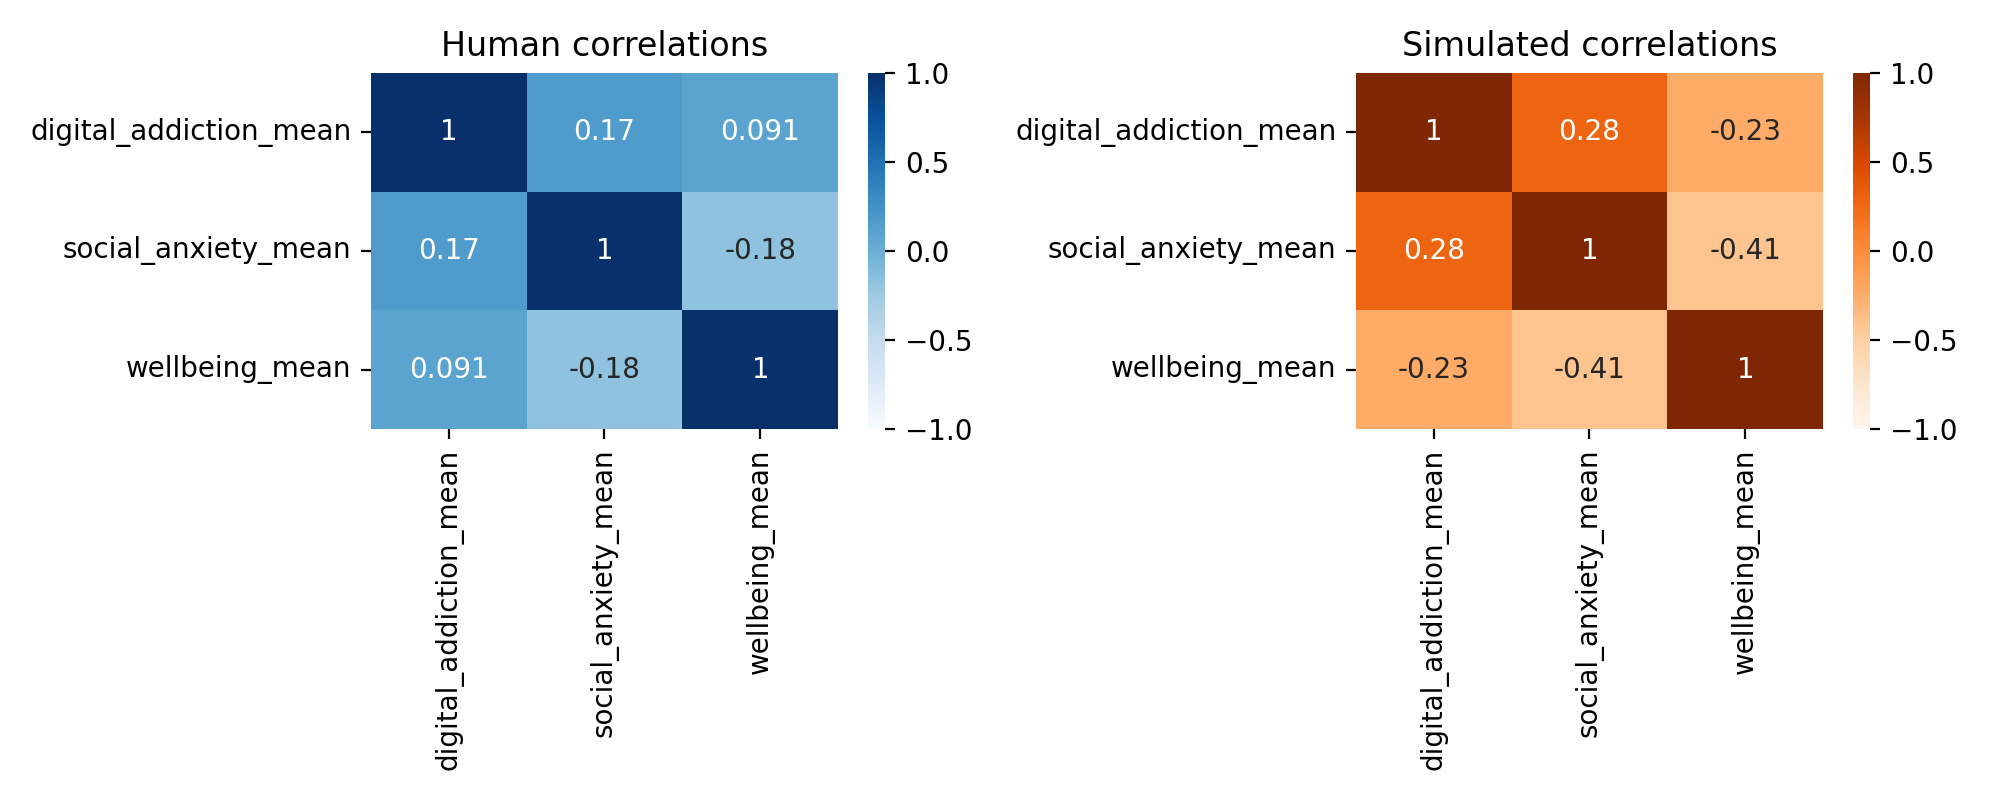 Human correlations
digital_addiction_mean
social_anxiety_mean
wellbeing_mean
1 0.17 0.091
0.17 1 -0.18
0.091 -0.18 1
1.0
0.5
0.0
−0.5
−1.0
digital_addiction_mean
social_anxiety_mean
wellbeing_mean
Simulated correlations
digital_addiction_mean
social_anxiety_mean
wellbeing_mean
1 0.28 -0.23
0.28 1 -0.41
-0.23 -0.41 1
1.0
0.5
0.0
−0.5
−1.0
digital_addiction_mean
social_anxiety_mean
wellbeing_mean